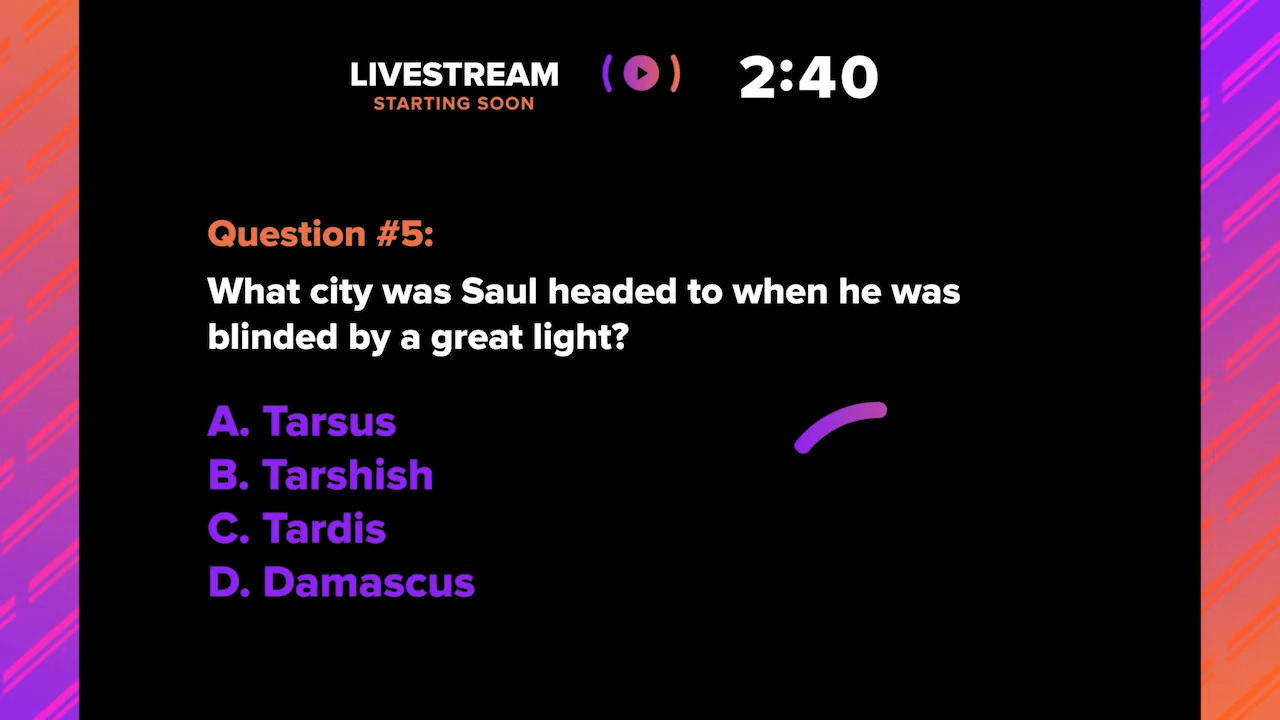 LIVESTREAM
STARTING SOON
2:40
Question #5:
What city was Saul headed to when he was
blinded by a great light?
A. Tarsus
B. Tarshish
C. Tardis
D. Damascus